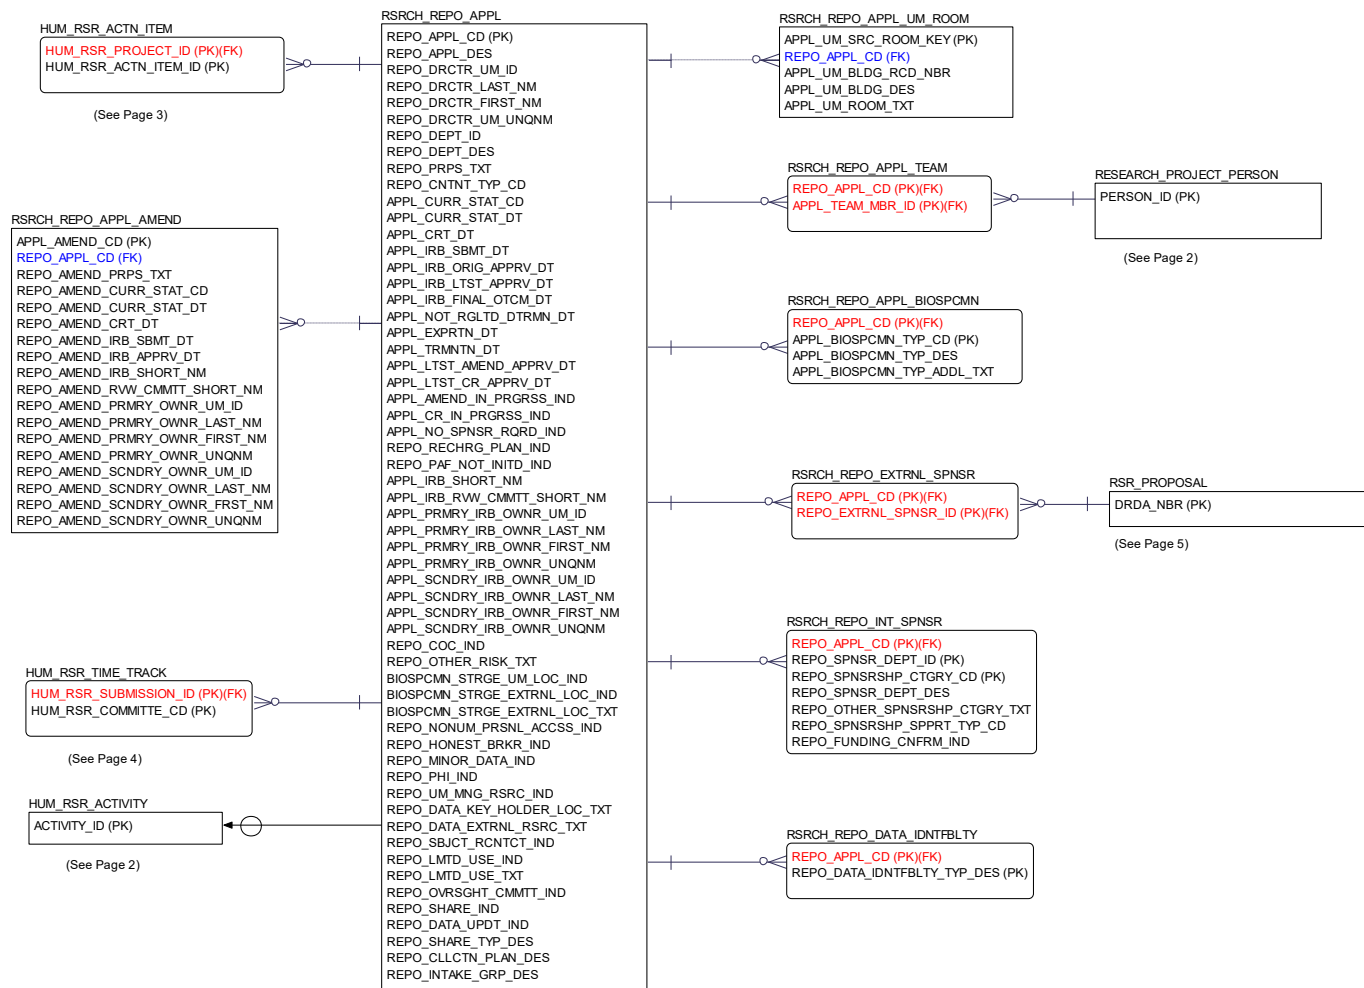 HUM_RSR_ACTN_ITEM
HUM_RSR_PROJECT_ID (PK)(FK)
HUM_RSR_ACTN_ITEM_ID (PK)
(See Page 3)
RSRCH_REPO_APPL_AMEND
APPL_AMEND_CD (PK)
REPO_APPL_CD (FK)
REPO_AMEND_PRPS_TXT
REPO_AMEND_CURR_STAT_CD
REPO_AMEND_CURR_STAT_DT
REPO_AMEND_CRT_DT
REPO_AMEND_IRB_SBMT_DT
REPO_AMEND_IRB_APPRV_DT
REPO_AMEND_IRB_SHORT_NM
REPO_AMEND_RVW_CMMTT_SHORT_NM
REPO_AMEND_PRMRY_OWNR_UM_ID
REPO_AMEND_PRMRY_OWNR_LAST_NM
REPO_AMEND_PRMRY_OWNR_FIRST_NM
REPO_AMEND_PRMRY_OWNR_UNQNM
REPO_AMEND_SCNDRY_OWNR_UM_ID
REPO_AMEND_SCNDRY_OWNR_LAST_NM
REPO_AMEND_SCNDRY_OWNR_FRST_NM
REPO_AMEND_SCNDRY_OWNR_UNQNM
HUM_RSR_TIME_TRACK
HUM_RSR_SUBMISSION_ID (PK)(FK)
HUM_RSR_COMMITTE_CD (PK)
(See Page 4)
HUM_RSR_ACTIVITY
ACTIVITY_ID (PK)
(See Page 2)
RSRCH_REPO_APPL
REPO_APPL_CD (PK)
REPO_APPL_DES
REPO_DRCTR_UM_ID
REPO_DRCTR_LAST_NM
REPO_DRCTR_FIRST_NM
REPO_DRCTR_UM_UNQNM
REPO_DEPT_ID
REPO_DEPT_DES
REPO_PRPS_TXT
REPO_CNTNT_TYP_CD
APPL_CURR_STAT_CD
APPL_CURR_STAT_DT
APPL_CRT_DT
APPL_IRB_SBMT_DT
APPL_IRB_ORIG_APPRV_DT
APPL_IRB_LTST_APPRV_DT
APPL_IRB_FINAL_OTCM_DT
APPL_NOT_RGLTD_DTRMN_DT
APPL_EXPRTN_DT
APPL_TRMNTN_DT
APPL_LTST_AMEND_APPRV_DT
APPL_LTST_CR_APPRV_DT
APPL_AMEND_IN_PRGRSS_IND
APPL_CR_IN_PRGRSS_IND
APPL_NO_SPNSR_RQRD_IND
REPO_RECHRG_PLAN_IND
REPO_PAF_NOT_INITD_IND
APPL_IRB_SHORT_NM
APPL_IRB_RVW_CMMTT_SHORT_NM
APPL_PRMRY_IRB_OWNR_UM_ID
APPL_PRMRY_IRB_OWNR_LAST_NM
APPL_PRMRY_IRB_OWNR_FIRST_NM
APPL_PRMRY_IRB_OWNR_UNQNM
APPL_SCNDRY_IRB_OWNR_UM_ID
APPL_SCNDRY_IRB_OWNR_LAST_NM
APPL_SCNDRY_IRB_OWNR_FIRST_NM
APPL_SCNDRY_IRB_OWNR_UNQNM
REPO_COC_IND
REPO_OTHER_RISK_TXT
BIOSPCMN_STRGE_UM_LOC_IND
BIOSPCMN_STRGE_EXTRNL_LOC_IND
BIOSPCMN_STRGE_EXTRNL_LOC_TXT
REPO_NONUM_PRSNL_ACCSS_IND
REPO_HONEST_BRKR_IND
REPO_MINOR_DATA_IND
REPO_PHI_IND
REPO_UM_MNG_RSRC_IND
REPO_DATA_KEY_HOLDER_LOC_TXT
REPO_DATA_EXTRNL_RSRC_TXT
REPO_SBJCT_RCNTCT_IND
REPO_LMTD_USE_IND
REPO_LMTD_USE_TXT
REPO_OVRSGHT_CMMTT_IND
REPO_SHARE_IND
REPO_DATA_UPDT_IND
REPO_SHARE_TYP_DES
REPO_CLLCTN_PLAN_DES
REPO_INTAKE_GRP_DES
RSRCH_REPO_APPL_UM_ROOM
APPL_UM_SRC_ROOM_KEY (PK)
REPO_APPL_CD (FK)
APPL_UM_BLDG_RCD_NBR
APPL_UM_BLDG_DES
APPL_UM_ROOM_TXT
RSRCH_REPO_APPL_TEAM
REPO_APPL_CD (PK)(FK)
APPL_TEAM_MBR_ID (PK)(FK)
RESEARCH_PROJECT_PERSON
PERSON_ID (PK)
(See Page 2)
RSRCH_REPO_APPL_BIOSPCMN
REPO_APPL_CD (PK)(FK)
APPL_BIOSPCMN_TYP_CD (PK)
APPL_BIOSPCMN_TYP_DES
APPL_BIOSPCMN_TYP_ADDL_TXT
RSRCH_REPO_EXTRNL_SPNSR
REPO_APPL_CD (PK)(FK)
REPO_EXTRNL_SPNSR_ID (PK)(FK)
RSR_PROPOSAL
DRDA_NBR (PK)
(See Page 5)
RSRCH_REPO_INT_SPNSR
REPO_APPL_CD (PK)(FK)
REPO_SPNSR_DEPT_ID (PK)
REPO_SPNSRSHP_CTGRY_CD (PK)
REPO_SPNSR_DEPT_DES
REPO_OTHER_SPNSRSHP_CTGRY_TXT
REPO_SPNSRSHP_SPPRT_TYP_CD
REPO_FUNDING_CNFRM_IND
RSRCH_REPO_DATA_IDNTFBLTY
REPO_APPL_CD (PK)(FK)
REPO_DATA_IDNTFBLTY_TYP_DES (PK)